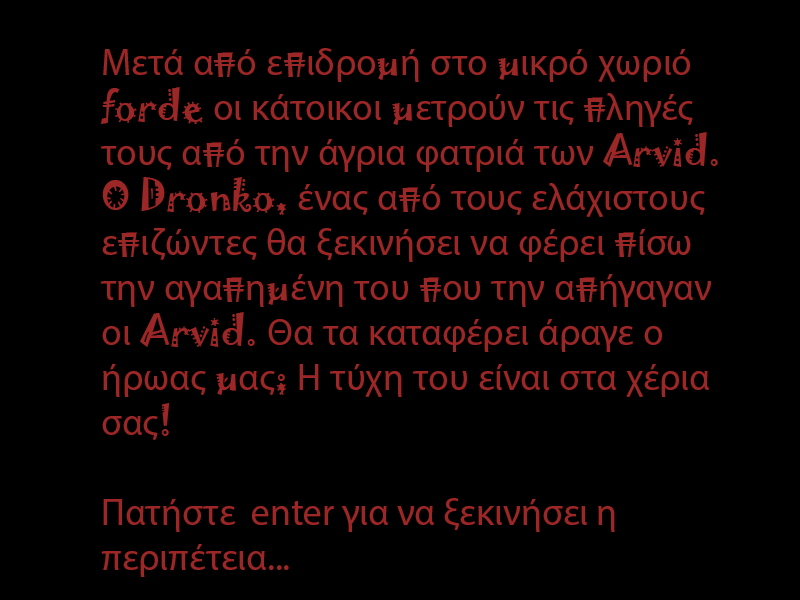 Μετά από επιδρομή στο μικρό χωριό
forde οι κάτοικοι μετρούν τις πληγές
τους από την άγρια φατριά των Arvid.
Ο Dronko, ένας από τους ελάχιστους
επιζώντες θα ξεκινήσει να φέρει πίσω
την αγαπημένη του που την απήγαγαν
οι Arvid. Θα τα καταφέρει άραγε ο
ήρωας μας; Η τύχη του είναι στα χέρια
σας!
Πατήστε enter για να ξεκινήσει η
περιπέτεια...